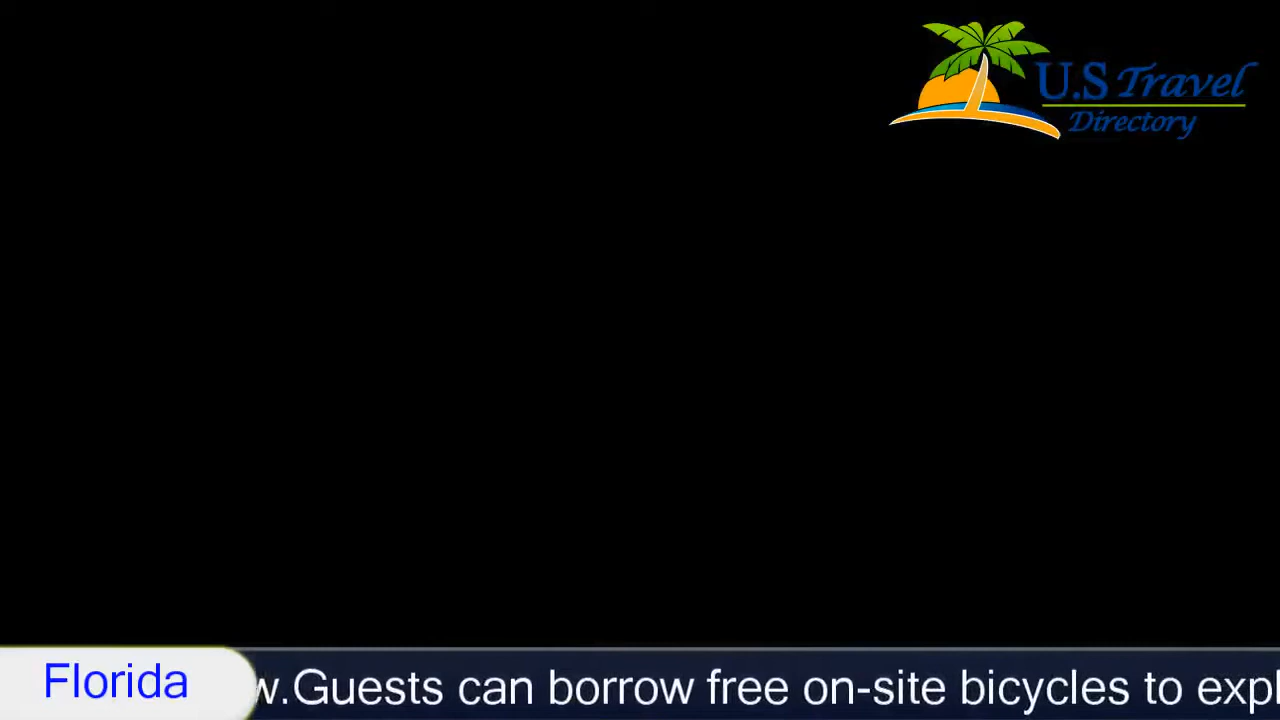 U.S Travel
Directory
Florida
w.Guests can borrow free on-site bicycles to expl